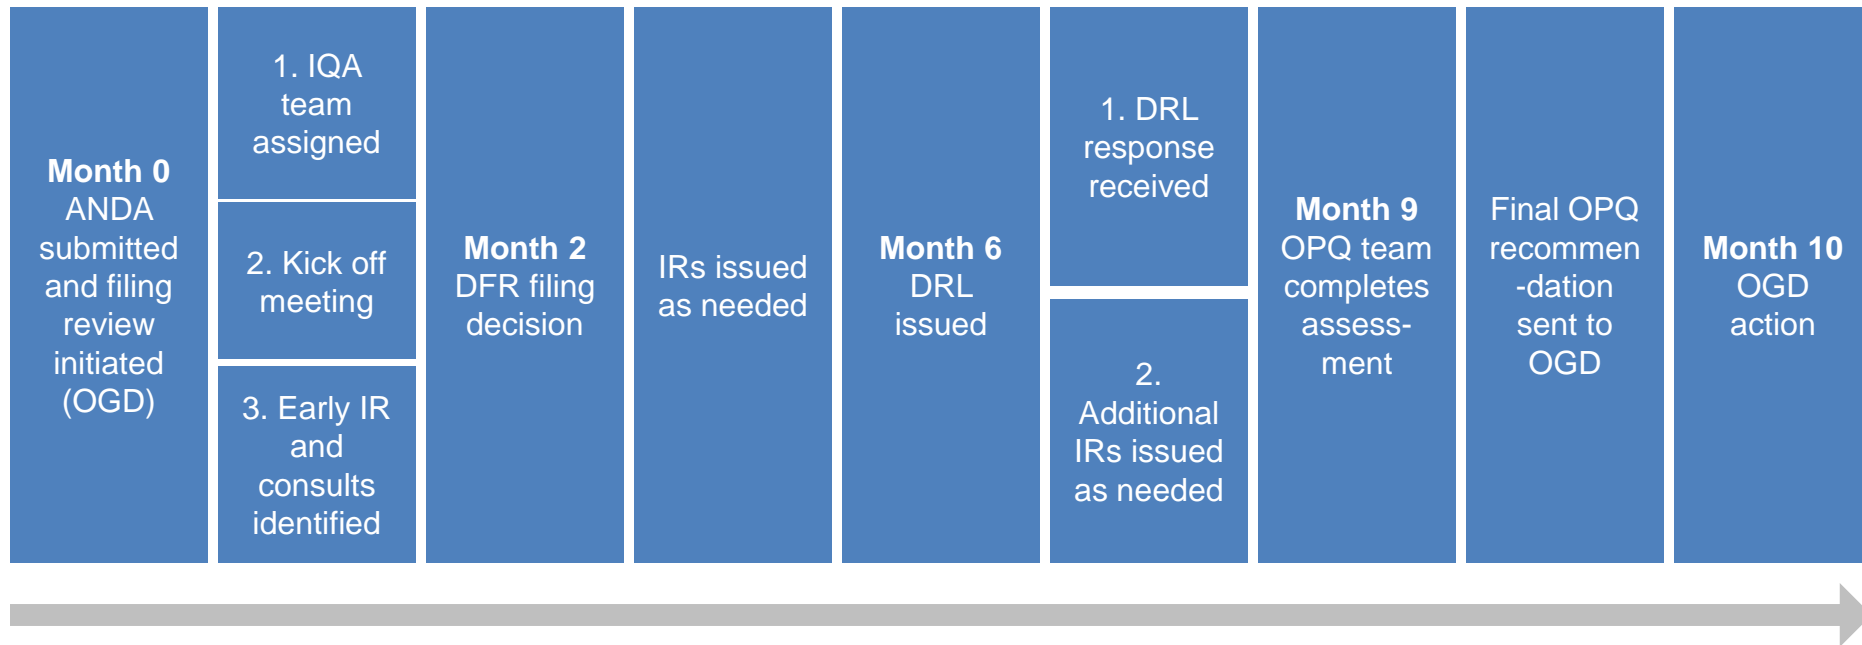 Month 0
ANDA
submitted
and filing
review
initiated
(OGD)
1. IQA
team
assigned
2. Kick off
meeting
3. Early IR
and
consults
identified
Month 2
DFR filing
decision
IRs issued
as needed
Month 6
DRL
issued
1. DRL
response
received
2.
Additional
IRs issued
as needed
Month 9
OPQ team
completes
assess-
ment
Final OPQ
recommen
-dation
sent to
OGD
Month 10
OGD
action